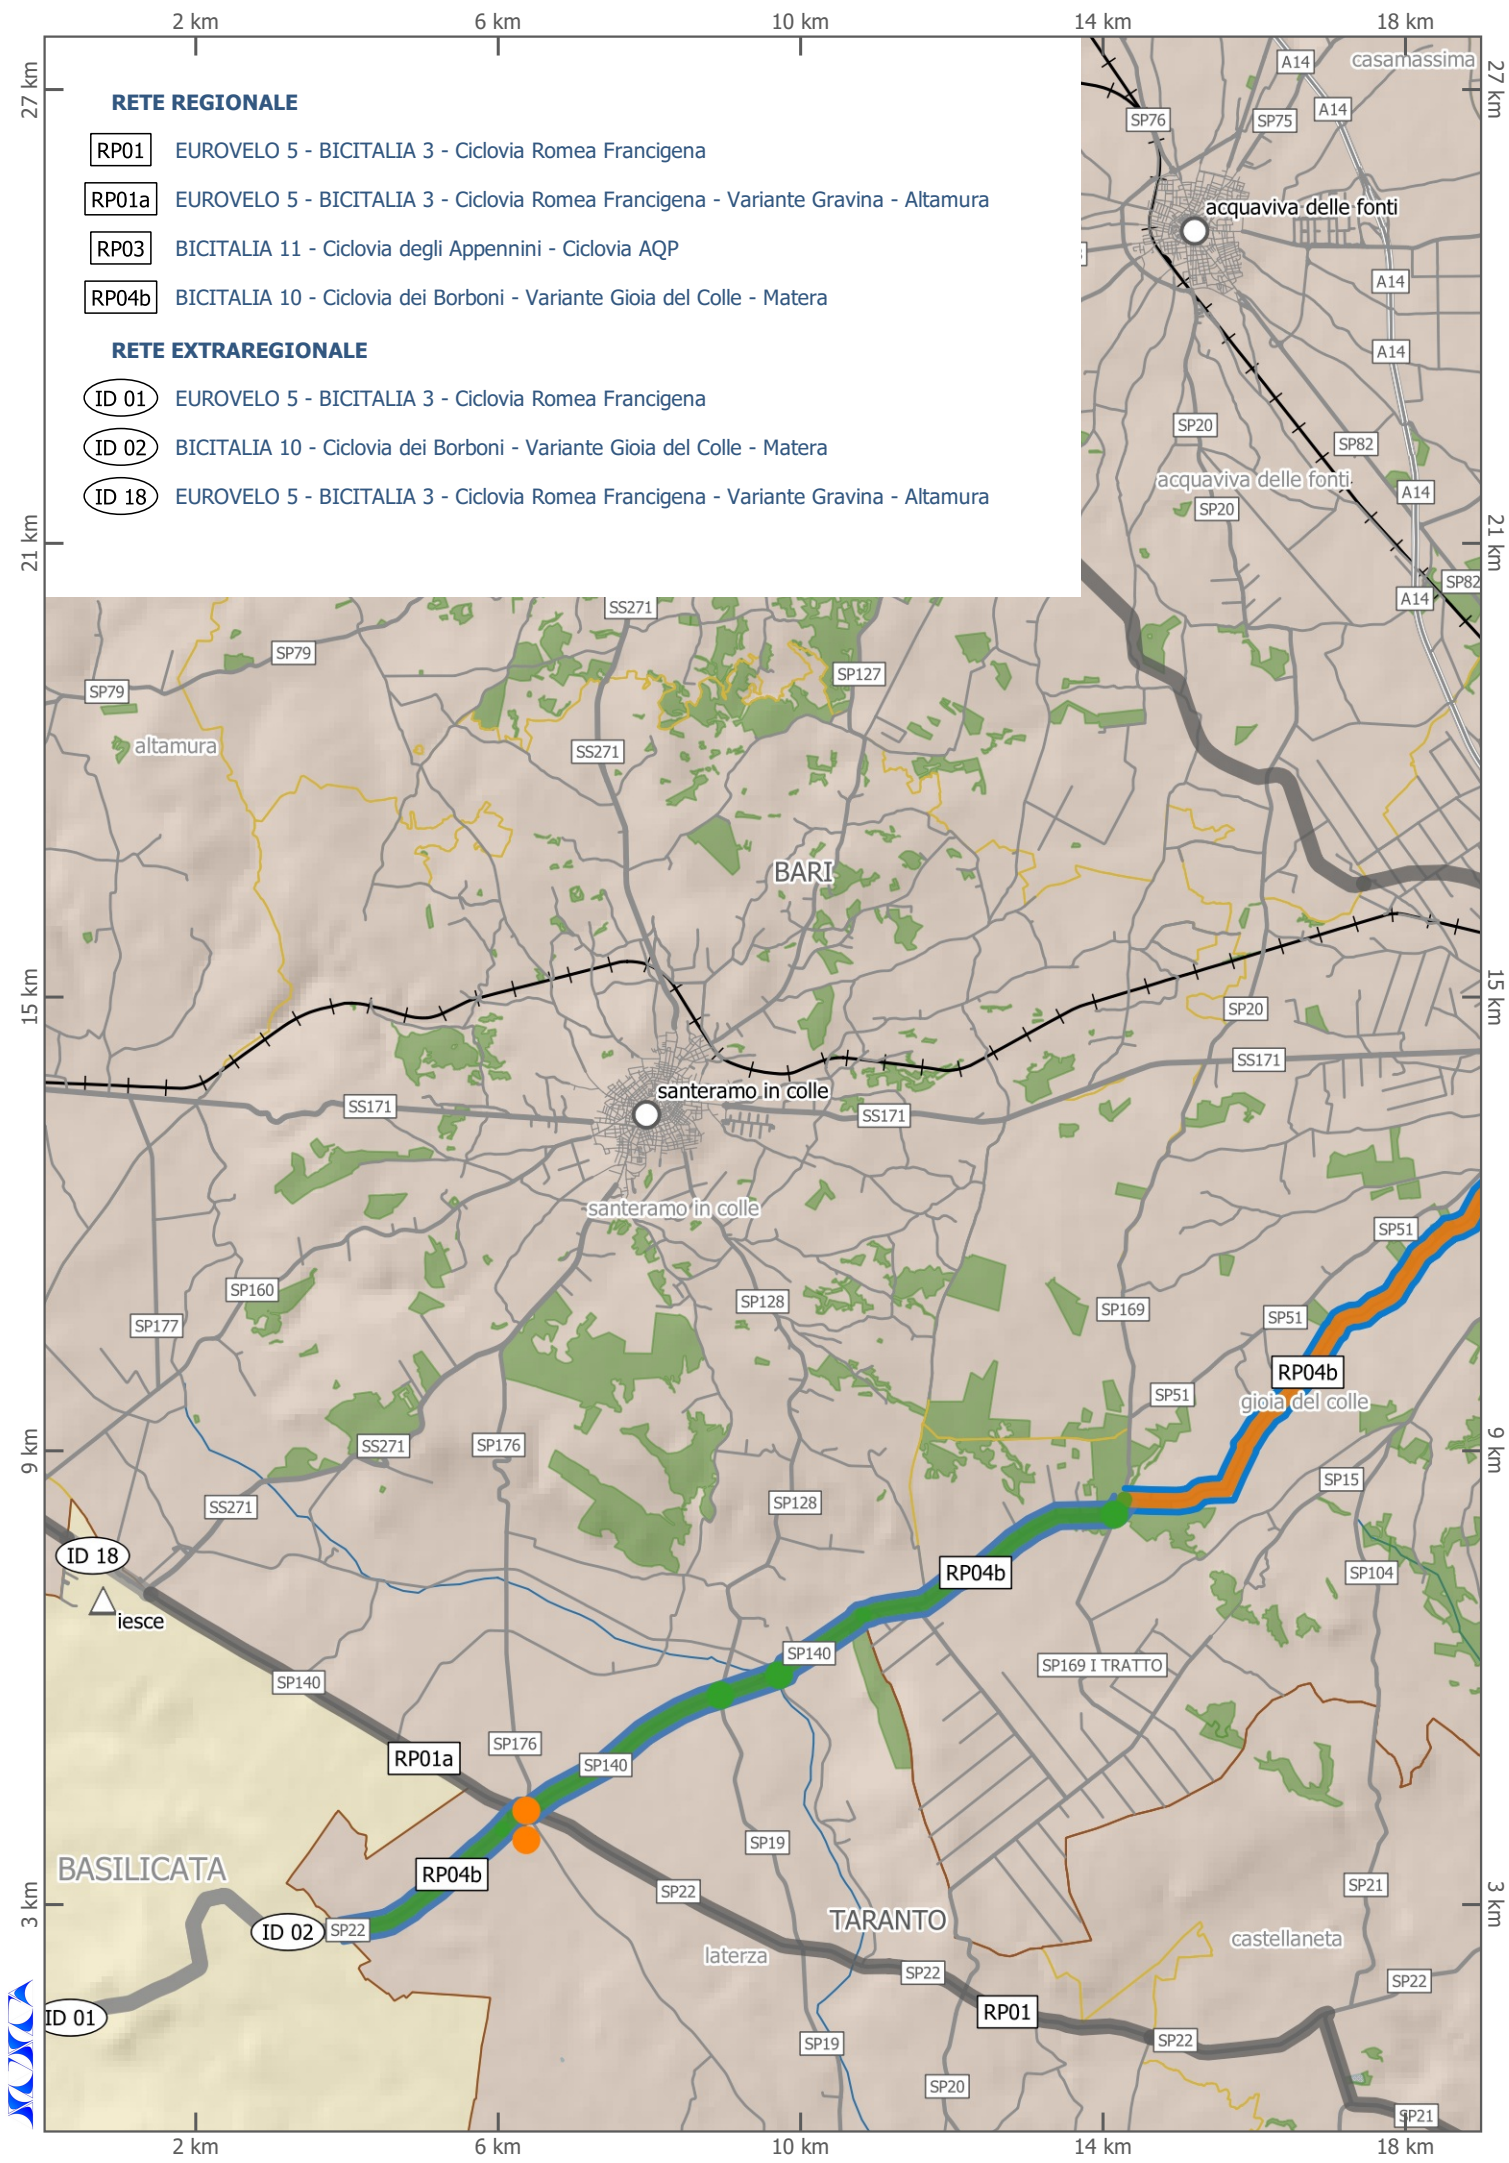 2 km
6 km
10 km
14 km
18 km
27 km
27 km
RETE REGIONALE
RP01 EUROVELO 5 - BICITALIA 3 - Ciclovia Romea Francigena
RP01a EUROVELO 5 - BICITALIA 3 - Ciclovia Romea Francigena - Variante Gravina - Altamura
RP03 BICITALIA 11 - Ciclovia degli Appennini - Ciclovia AQP
RP04b BICITALIA 10 - Ciclovia dei Borboni - Variante Gioia del Colle - Matera
RETE EXTRAREGIONALE
ID 01 EUROVELO 5 - BICITALIA 3 - Ciclovia Romea Francigena
ID 02 BICITALIA 10 - Ciclovia dei Borboni - Variante Gioia del Colle - Matera
ID 18 EUROVELO 5 - BICITALIA 3 - Ciclovia Romea Francigena - Variante Gravina - Altamura
casamassima
A14
A14
SP76
SP75
acquaviva delle fonti
A14
A14
SP20
SP82
acquaviva delle fonti
A14
SP20
21 km
21 km
SP82
A14
SS271
SP79
SP127
SP79
altamura
SS271
BARI
15 km
15 km
SP20
SS171
santeramo in colle
SS171
SS171
santeramo in colle
SP51
SP160
SP128
SP169
SP51
SP177
RP04b
SP51
gioia del colle
SS271
SP176
9 km
9 km
SP15
SP128
SS271
ID 18
RP04b
SP104
iesce
SP140
SP169 I TRATTO
SP140
SP176
RP01a
SP140
SP19
BASILICATA
RP04b
SP21
SP22
3 km
3 km
TARANTO
ID 02
SP22
castellaneta
laterza
SP22
SP22
RP01
ID 01
SP22
SP19
SP20
SP21
2 km
6 km
10 km
14 km
18 km